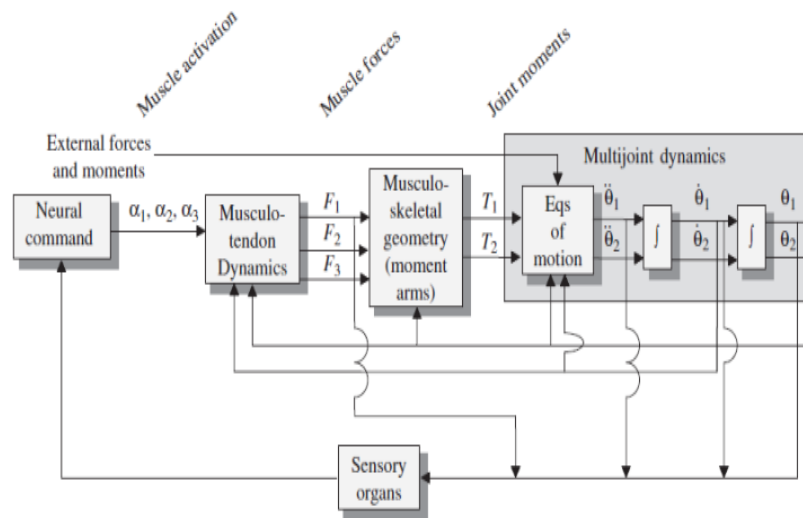 Muscle activation
Muscle forces
Joint moments
External forces
and moments
Multijoint dynamics
Neural
command
α₁, α₂, α₃
Musculo-
tendon
Dynamics
F₁
F₂
F₃
Musculo-
skeletal
geometry
(moment
arms)
T₁
T₂
Eqs
of
motion
θ̈₁
θ̈₂
∫
θ̇₁
θ̇₂
∫
θ₁
θ₂
Sensory
organs